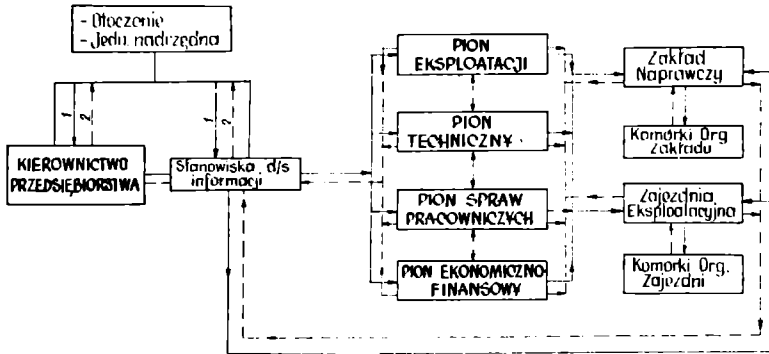 - Otoczenie
- Jedn. nadrzędna
1
2
1
2
KIEROWNICTWO
PRZEDSIĘBIORSTWA
Stanowiska d/s
informacji
PION
EKSPLOATACJI
PION
TECHNICZNY
PION SPRAW
PRACOWNICZYCH
PION EKONOMICZNO-
FINANSOWY
Zakład
Naprawczy
Komórki Org.
Zakładu
Zajezdnia
Eksploatacyjna
Komórki Org.
Zajezdni